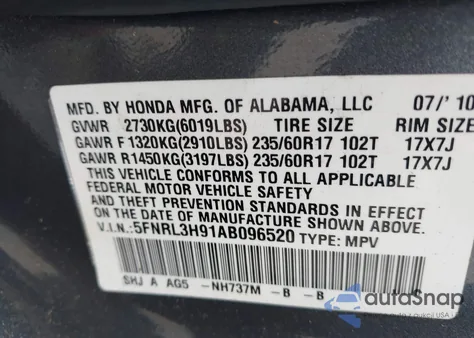 MFD. BY HONDA MFG. OF ALABAMA, LLC 07/'10
GVWR 2730KG(6019LBS) TIRE SIZE RIM SIZE
GAWR F 1320KG(2910LBS) 235/60R17 102T 17X7J
GAWR R1450KG(3197LBS) 235/60R17 102T 17X7J
THIS VEHICLE CONFORMS TO ALL APPLICABLE
FEDERAL MOTOR VEHICLE SAFETY
AND THEFT PREVENTION STANDARDS IN EFFECT
ON THE DATE OF MANUFACTURE SHOWN ABOVE.
V.I.N.:5FNRL3H91AB096520 TYPE: MPV
SHJ A AG5 -NH737M -B -B
autoSnap